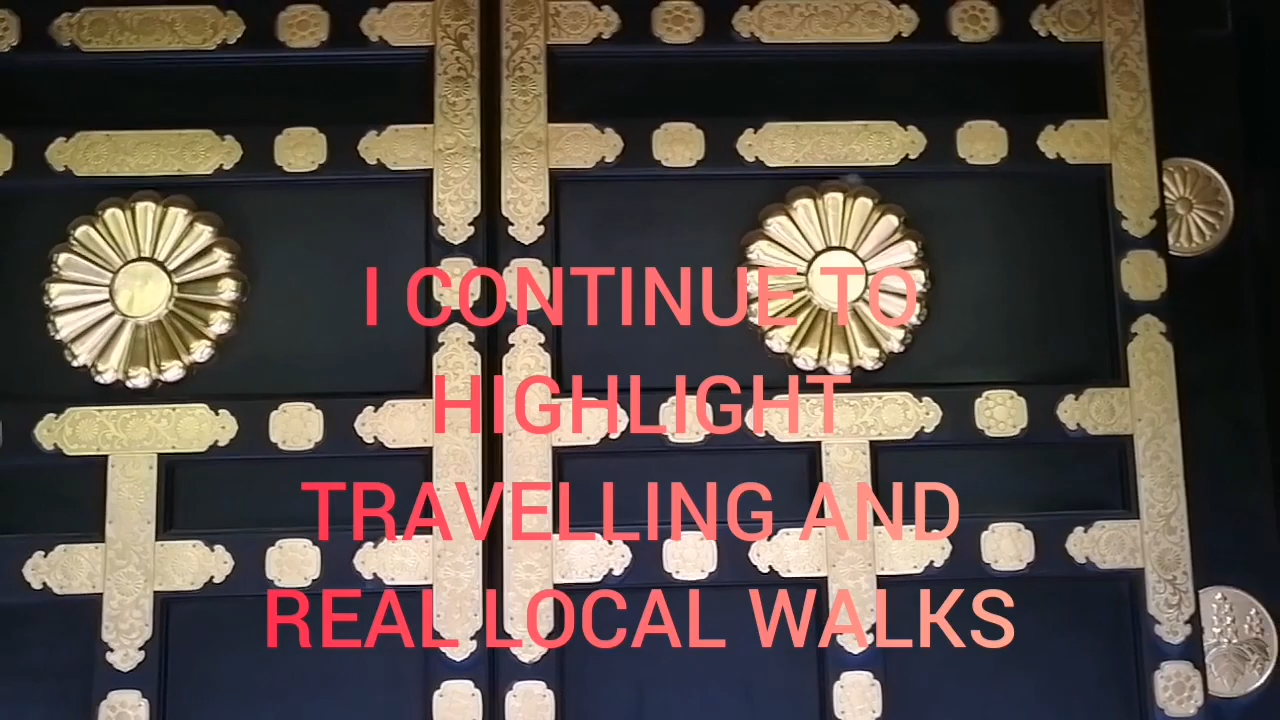 I CONTINUE TO
HIGHLIGHT
TRAVELLING AND
REAL LOCAL WALKS